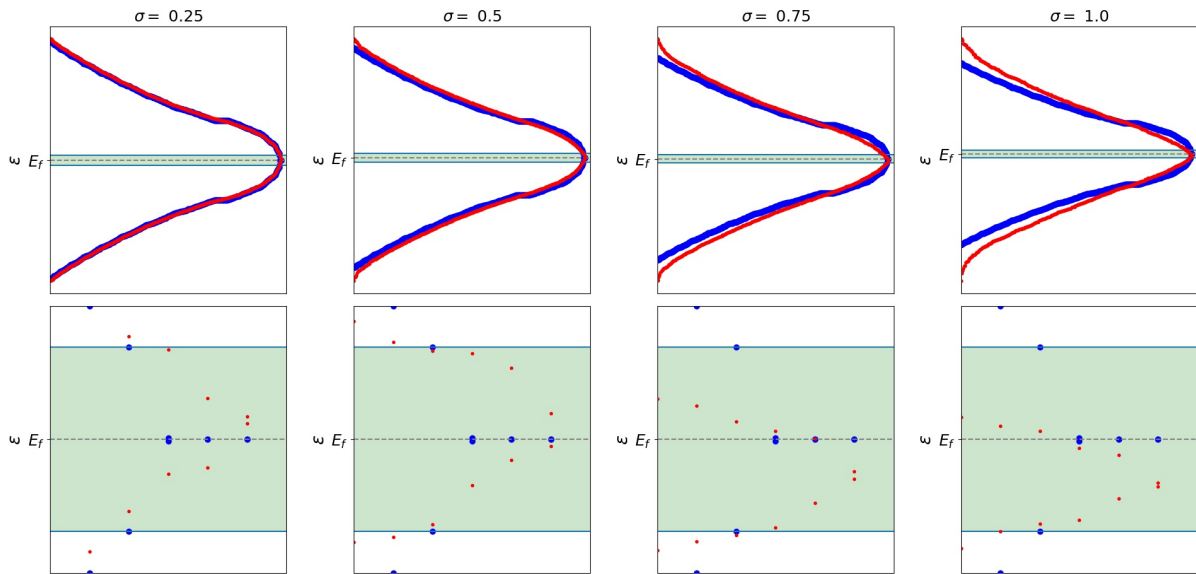 σ = 0.25
σ = 0.5
σ = 0.75
σ = 1.0
ε E_f
ε E_f
ε E_f
ε E_f
ε E_f
ε E_f
ε E_f
ε E_f